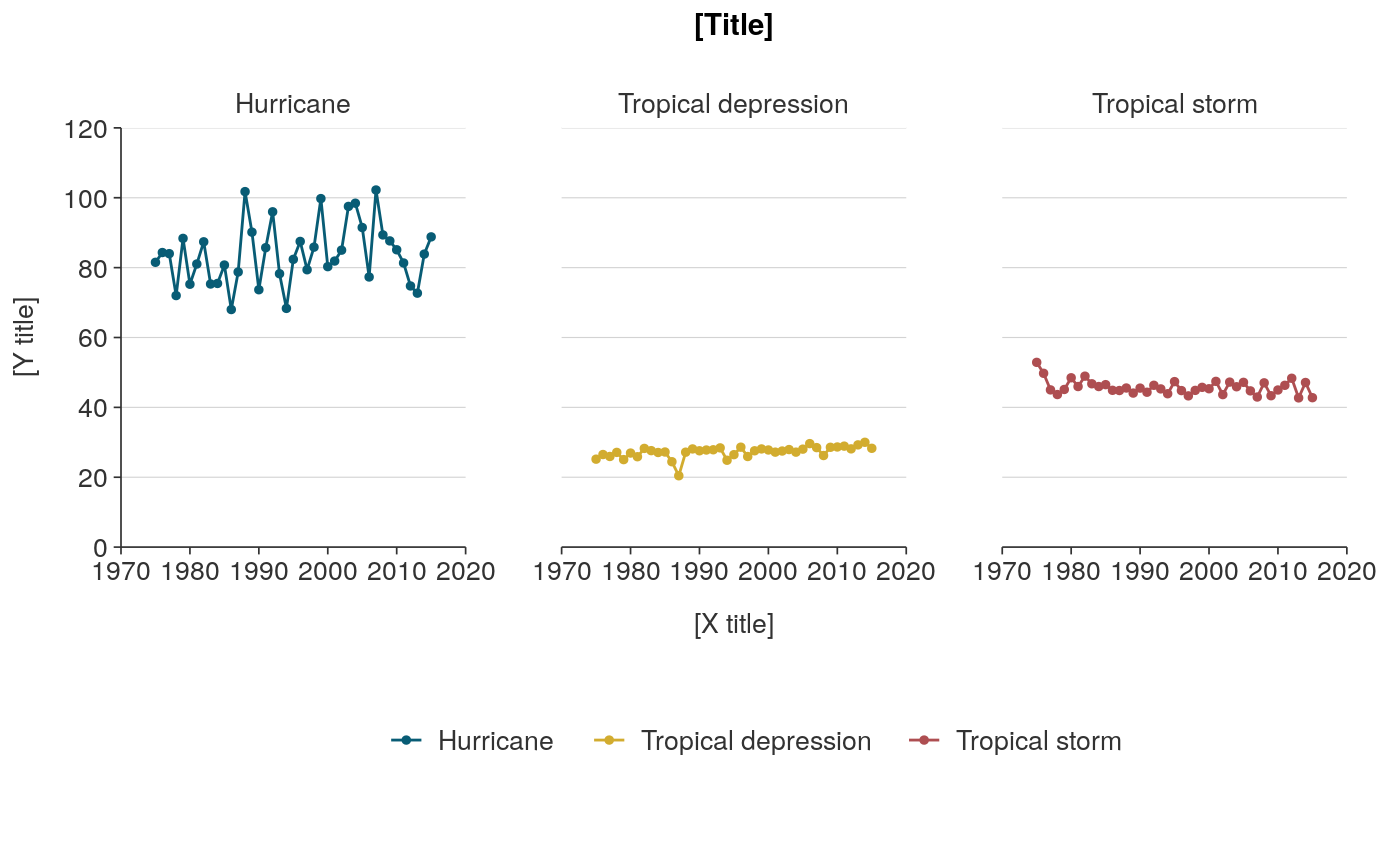 [Title]
Hurricane Tropical depression Tropical storm
120
100
80
60
40
20
0
[Y title]
1970 1980 1990 2000 2010 2020 1970 1980 1990 2000 2010 2020 1970 1980 1990 2000 2010 2020
[X title]
Hurricane Tropical depression Tropical storm